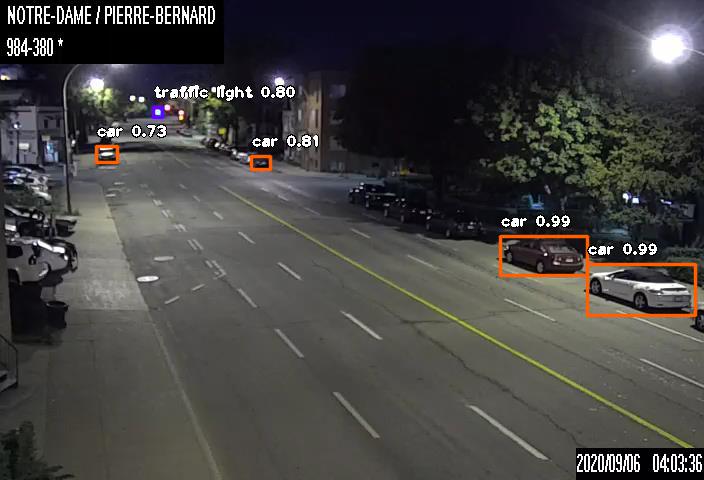 NOTRE-DAME / PIERRE-BERNARD
984-380 *
traffic light 0.80
car 0.73
car 0.81
car 0.99
car 0.99
2020/09/06 04:03:36